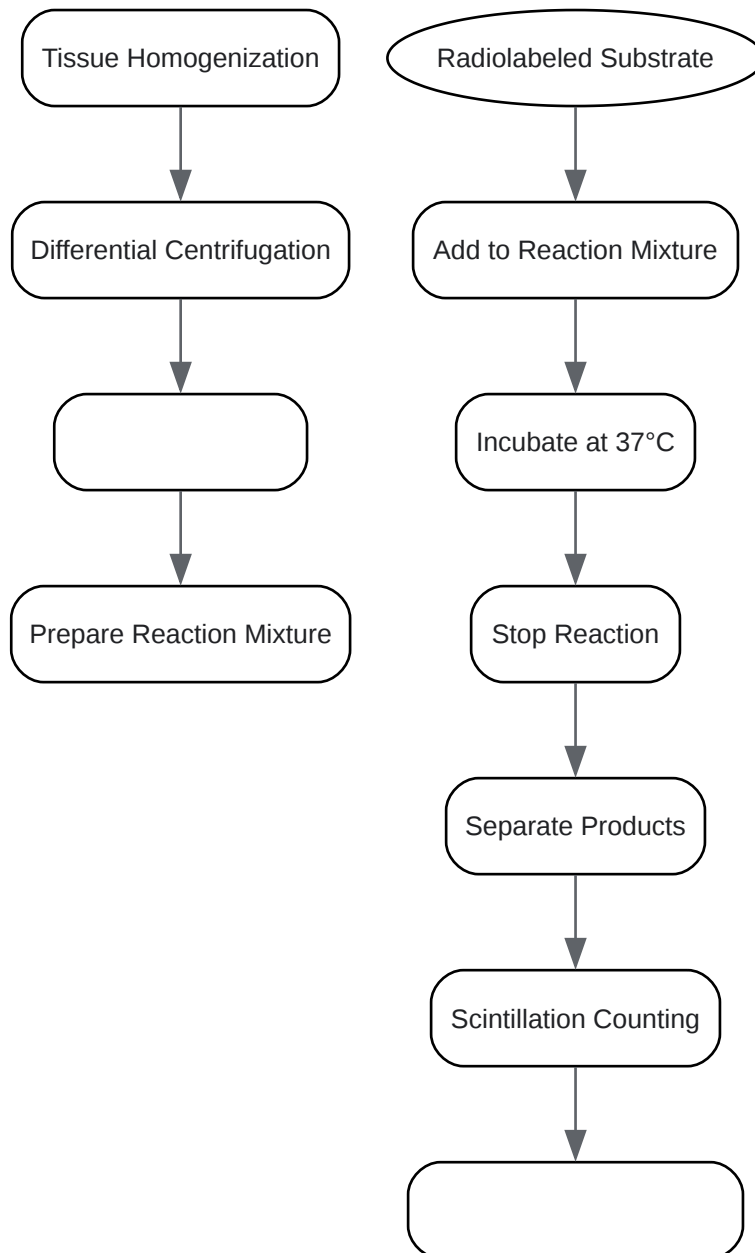 Tissue Homogenization
Differential Centrifugation
Prepare Reaction Mixture
Radiolabeled Substrate
Add to Reaction Mixture
Incubate at 37°C
Stop Reaction
Separate Products
Scintillation Counting